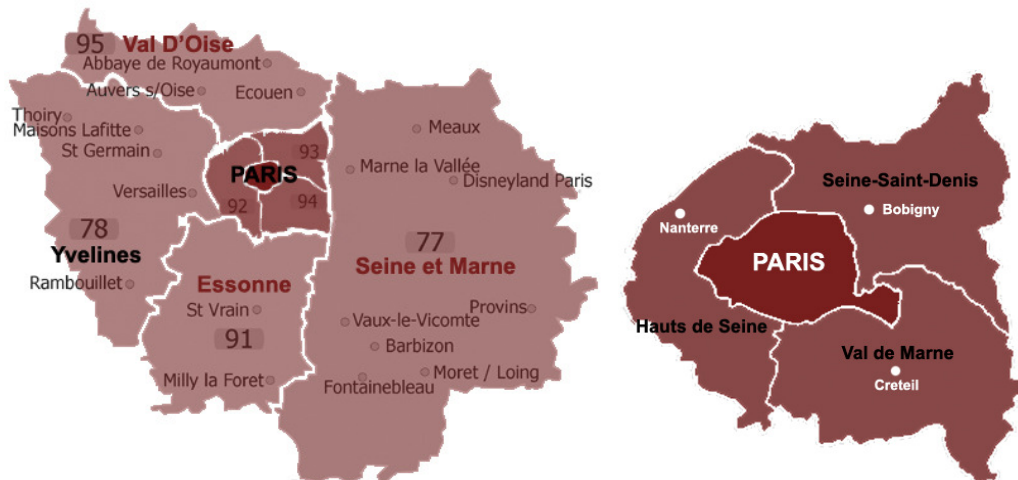 95 Val D'Oise
Abbaye de Royaumont
Auvers s/Oise
Ecouen
Thoiry
Maisons Lafitte
St Germain
Versailles
78
Yvelines
Rambouillet
93
PARIS
92
94
Meaux
Marne la Vallée
Disneyland Paris
77
Seine et Marne
Provins
Vaux-le-Vicomte
Barbizon
Moret / Loing
Fontainebleau
Essonne
St Vrain
91
Milly la Foret
Seine-Saint-Denis
Bobigny
Nanterre
PARIS
Hauts de Seine
Val de Marne
Creteil